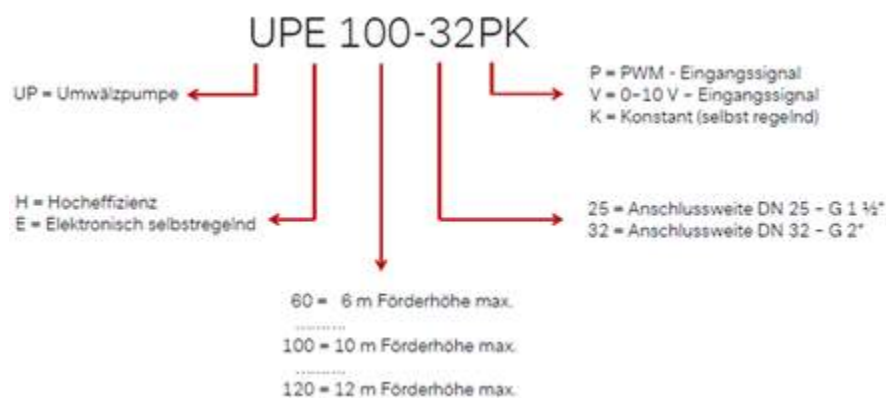 UPE 100-32PK
UP = Umwälzpumpe
P = PWM - Eingangssignal
V = 0-10 V - Eingangssignal
K = Konstant (selbst regelnd)
H = Hocheffizienz
E = Elektronisch selbstregelnd
25 = Anschlussweite DN 25 - G 1 ½"
32 = Anschlussweite DN 32 - G 2"
60 = 6 m Förderhöhe max.
..........
100 = 10 m Förderhöhe max.
..........
120 = 12 m Förderhöhe max.